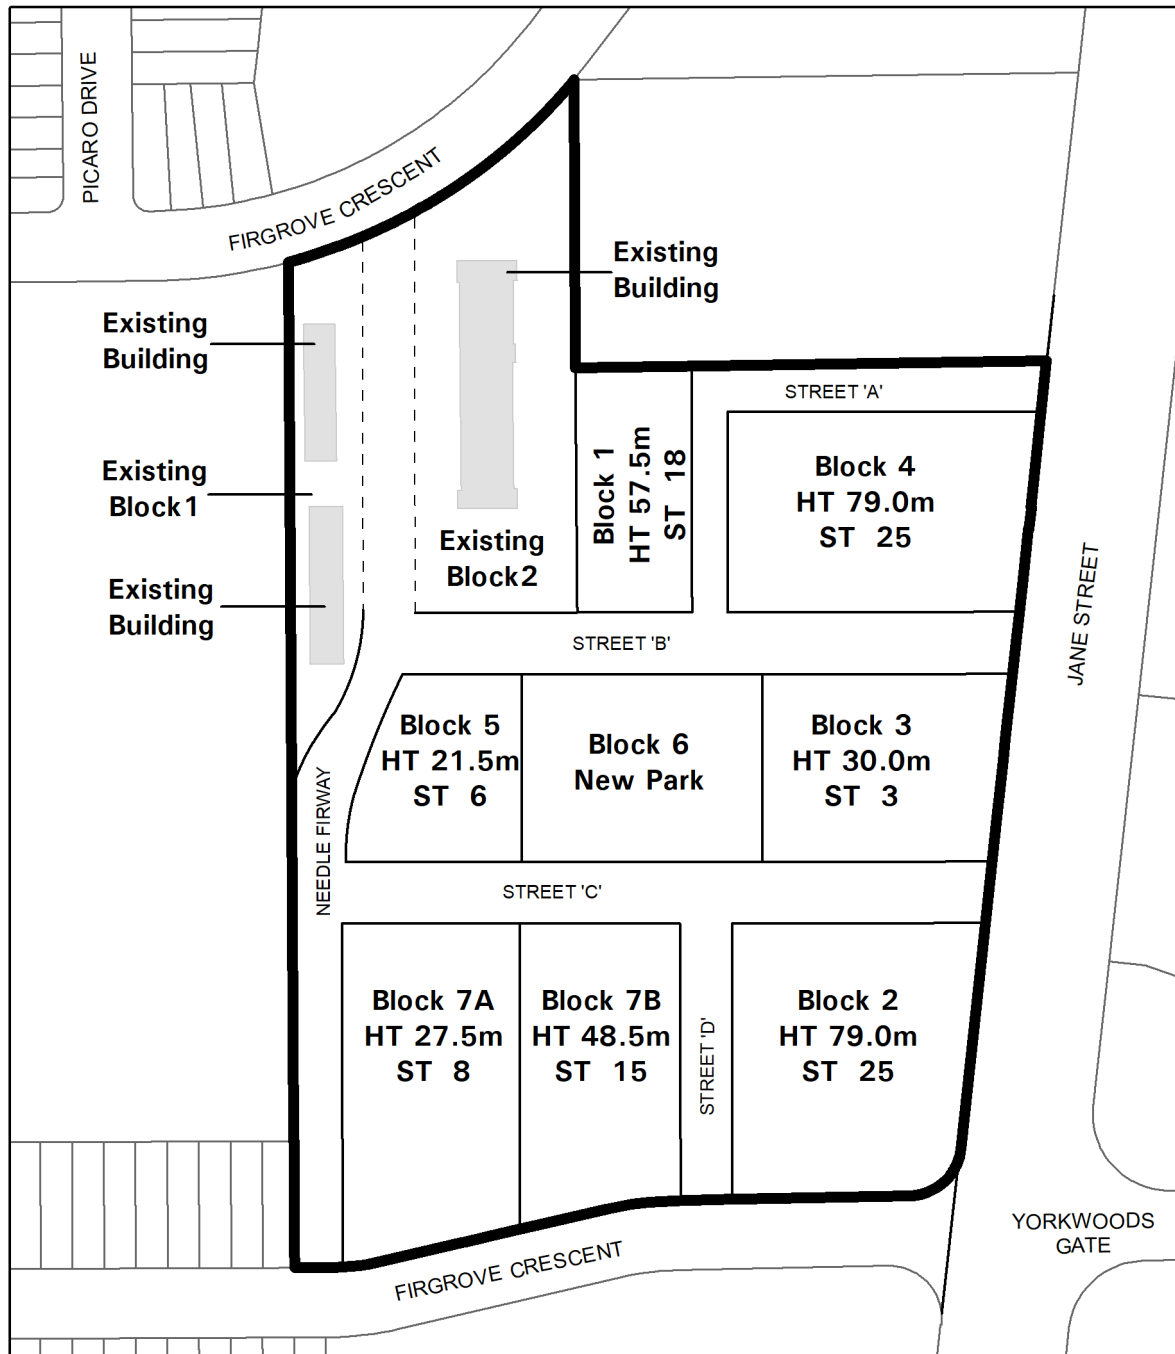 PICARO DRIVE
FIRGROVE CRESCENT
Existing
Building
Existing
Building
Existing
Block1
Existing
Building
Existing
Block2
Block 1
HT 57.5m
ST 18
STREET 'A'
Block 4
HT 79.0m
ST 25
STREET 'B'
JANE STREET
Block 5
HT 21.5m
ST 6
Block 6
New Park
Block 3
HT 30.0m
ST 3
NEEDLE FIRWAY
STREET 'C'
Block 7A
HT 27.5m
ST 8
Block 7B
HT 48.5m
ST 15
STREET 'D'
Block 2
HT 79.0m
ST 25
YORKWOODS
GATE
FIRGROVE CRESCENT